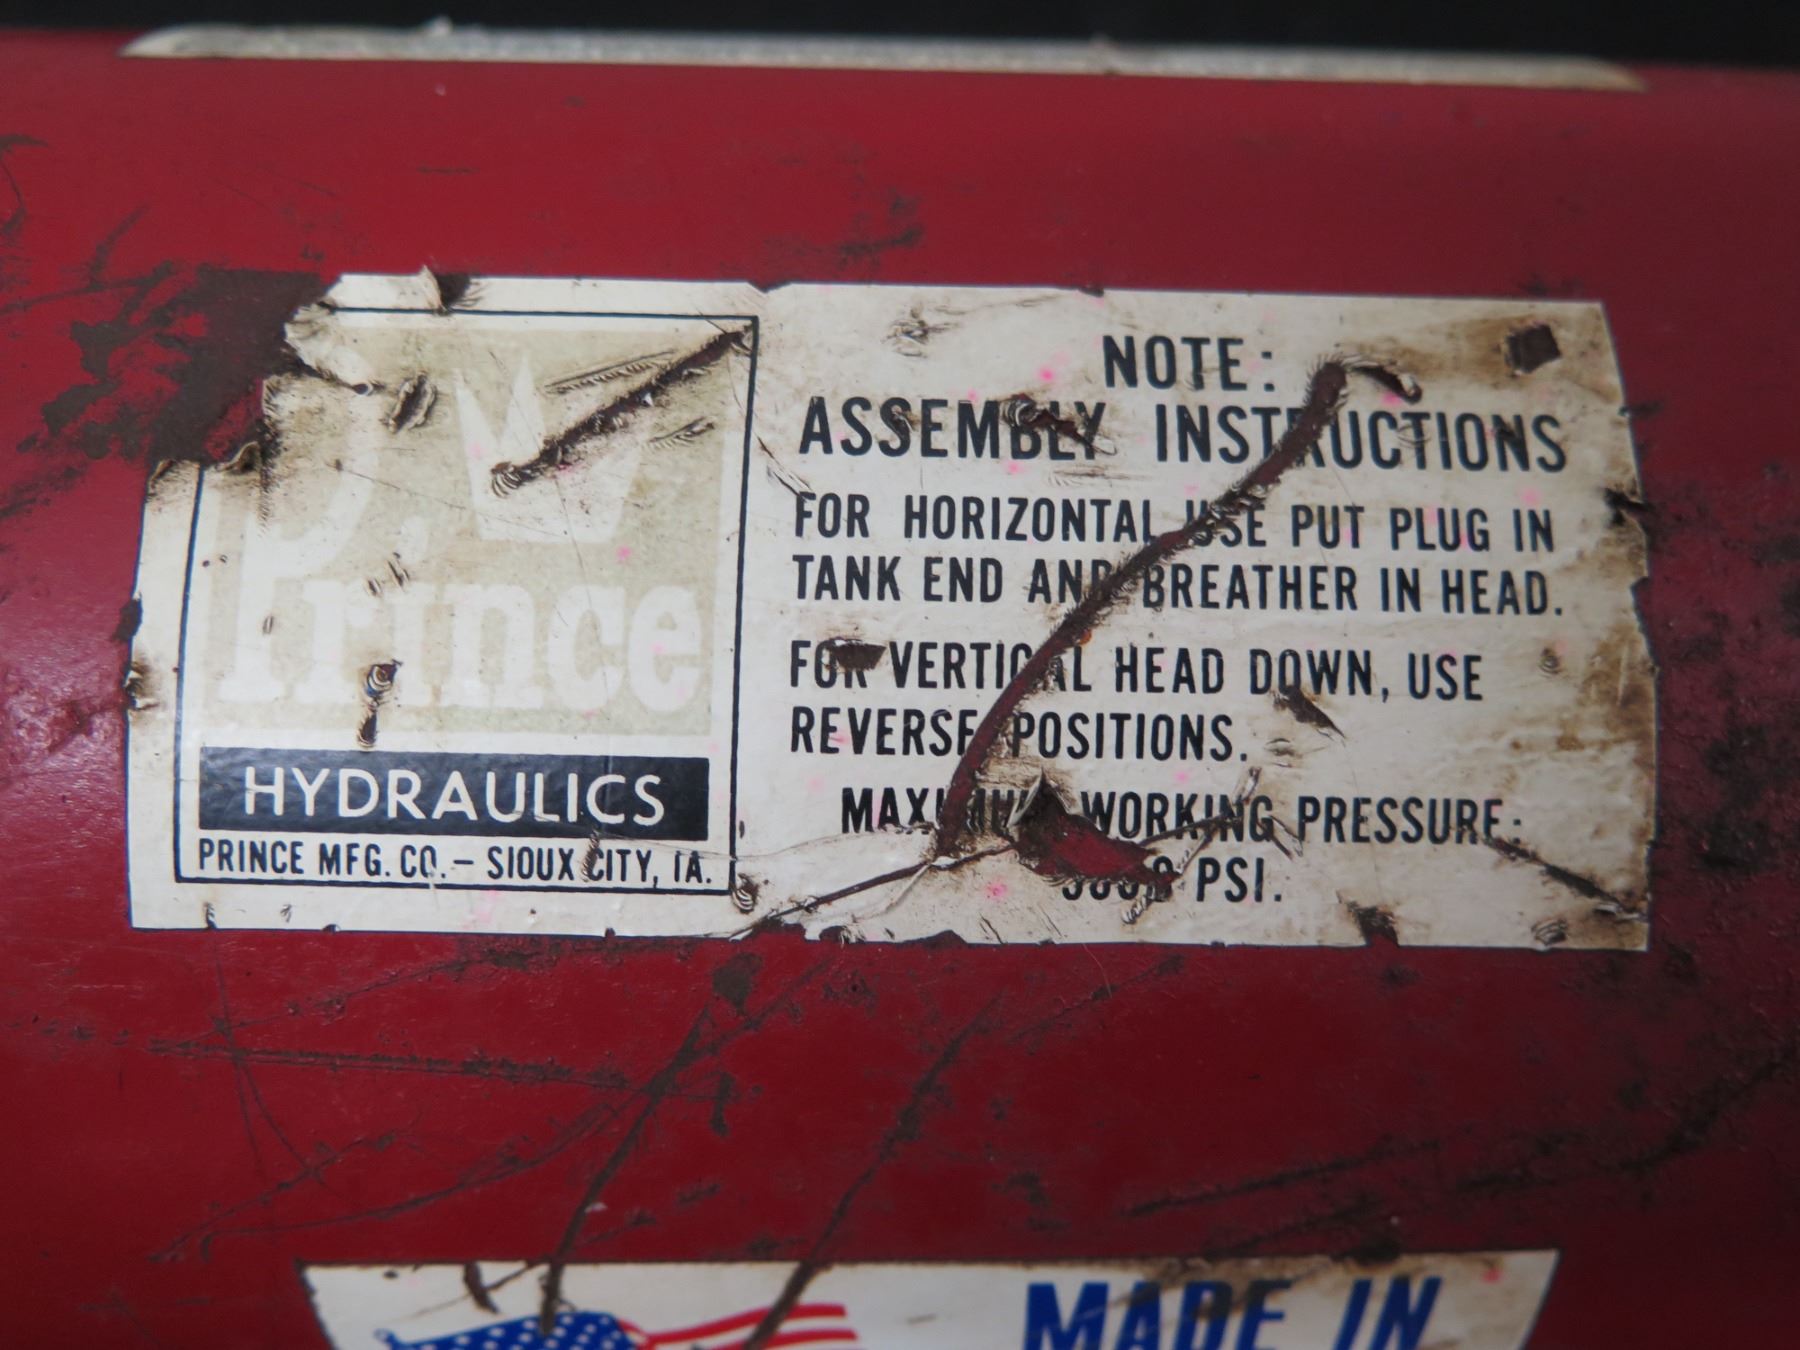 Prince
HYDRAULICS
PRINCE MFG. CO. – SIOUX CITY, IA.
NOTE:
ASSEMBLY INSTRUCTIONS
FOR HORIZONTAL USE PUT PLUG IN
TANK END AND BREATHER IN HEAD.
FOR VERTICAL HEAD DOWN, USE
REVERSE POSITIONS.
MAXIMUM WORKING PRESSURE:
PSI.
MADE IN